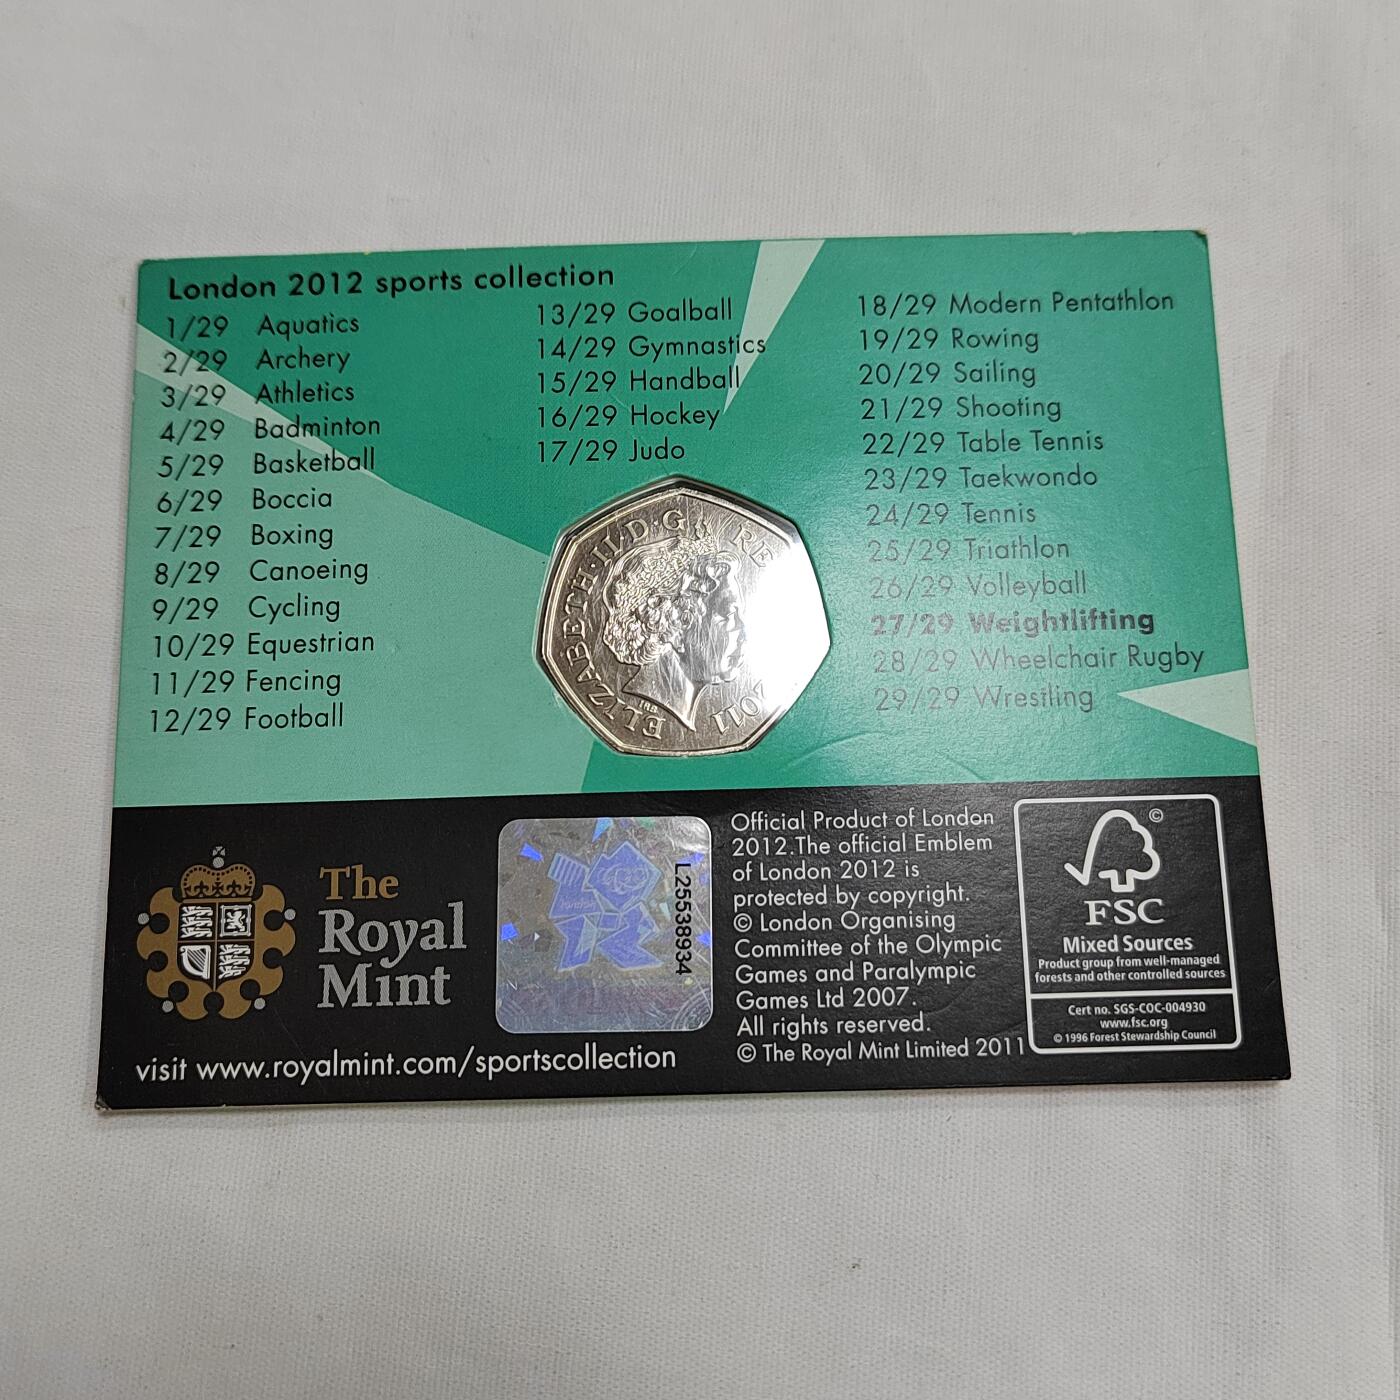 London 2012 sports collection
1/29 Aquatics
2/29 Archery
3/29 Athletics
4/29 Badminton
5/29 Basketball
6/29 Boccia
7/29 Boxing
8/29 Canoeing
9/29 Cycling
10/29 Equestrian
11/29 Fencing
12/29 Football
13/29 Goalball
14/29 Gymnastics
15/29 Handball
16/29 Hockey
17/29 Judo
18/29 Modern Pentathlon
19/29 Rowing
20/29 Sailing
21/29 Shooting
22/29 Table Tennis
23/29 Taekwondo
24/29 Tennis
25/29 Triathlon
26/29 Volleyball
27/29 Weightlifting
28/29 Wheelchair Rugby
29/29 Wrestling
ELIZABETH·II·D·G RE
2011
IRB
The
Royal
Mint
visit www.royalmint.com/sportscollection
london
L25538934
Official Product of London
2012.The official Emblem
of London 2012 is
protected by copyright.
© London Organising
Committee of the Olympic
Games and Paralympic
Games Ltd 2007.
All rights reserved.
© The Royal Mint Limited 2011
©
FSC
Mixed Sources
Product group from well-managed
forests and other controlled sources
Cert no. SGS-COC-004930
www.fsc.org
© 1996 Forest Stewardship Council